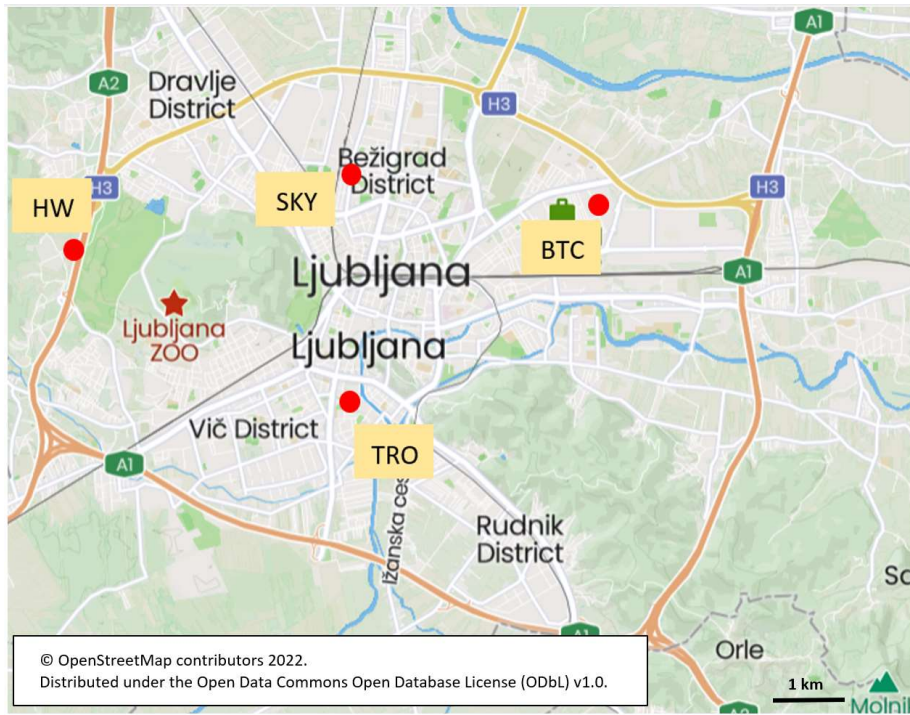 A1
A2
Dravlje
District
H3
Bežigrad
District
H3
H3
HW
SKY
BTC
Ljubljana
A1
Ljubljana
ZOO
Ljubljana
Vič District
TRO
A1
Ižanska ces
Rudnik
District
So
A1
Orle
© OpenStreetMap contributors 2022.
Distributed under the Open Data Commons Open Database License (ODbL) v1.0.
1 km
Molnik